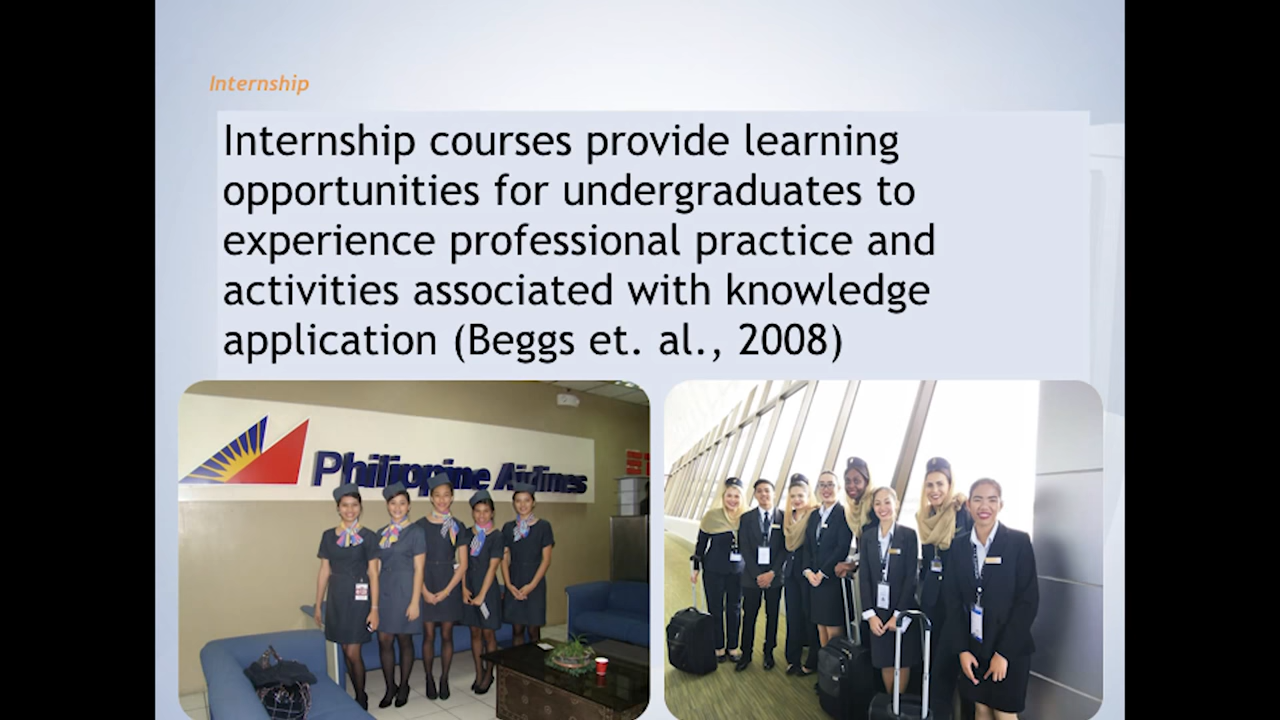 Internship
Internship courses provide learning
opportunities for undergraduates to
experience professional practice and
activities associated with knowledge
application (Beggs et. al., 2008)
Philippine Airlines